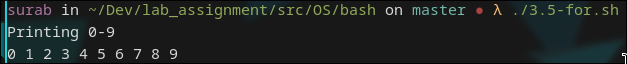 surab in ~/Dev/lab_assignment/src/OS/bash on master • λ ./3.5-for.sh
Printing 0-9
0 1 2 3 4 5 6 7 8 9